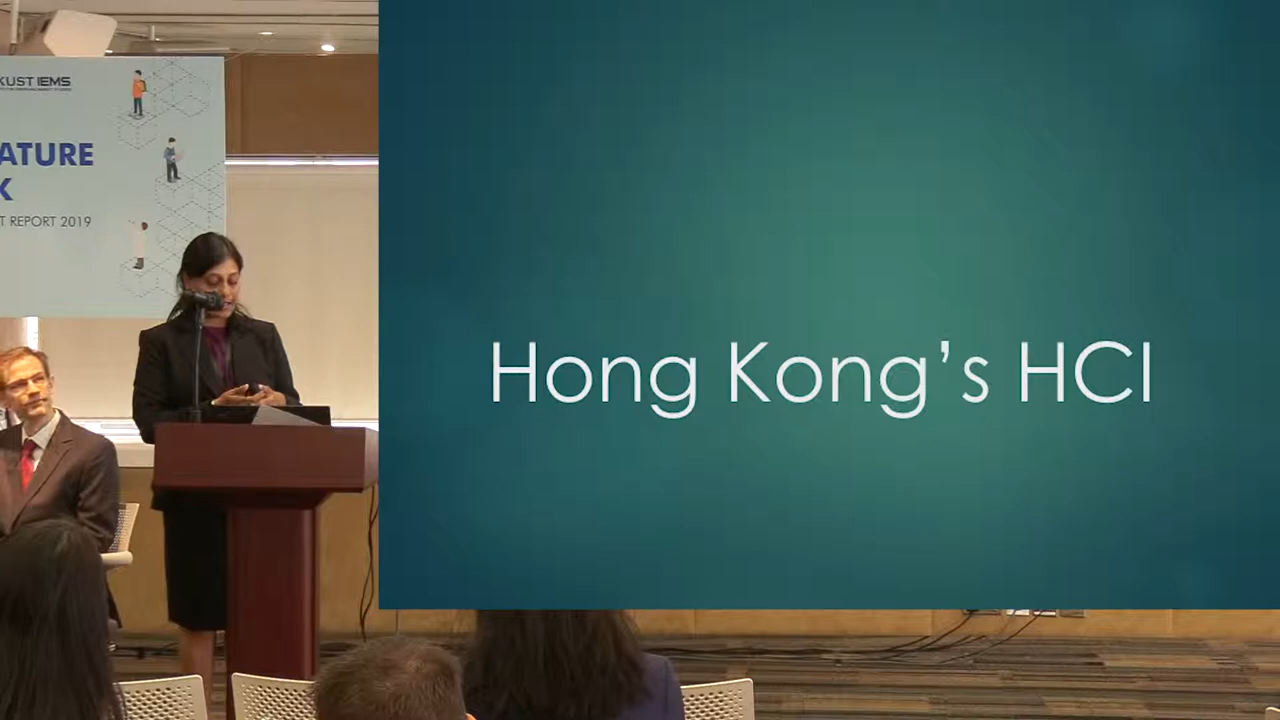 KUST IEMS
ATURE
K
T REPORT 2019
Hong Kong's HCI